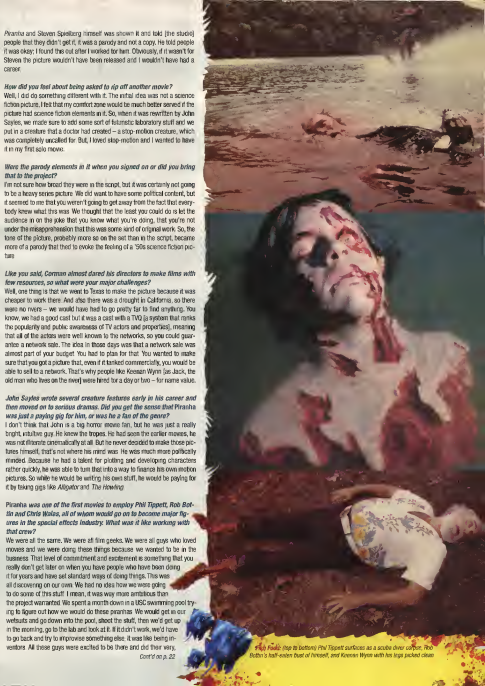 Piranha and Steven Spielberg himself was shown it and told [the studio]
people that they didn't get it, it was a parody and not a copy. He told people
it was okay; I found this out after I worked for him. Obviously, if it wasn't for
Steven the picture wouldn't have been released and I wouldn't have had a
career.
How did you feel about being asked to rip off another movie?
Well, I did do something different with it. The initial idea was not a science
fiction picture. I felt that my comfort zone would be much better served if the
picture had science fiction elements in it. So, when it was rewritten by John
Sayles, we made sure to add some sort of futuristic laboratory stuff and we
put in a creature that a doctor had created – a stop-motion creature, which
was completely uncalled for. But, I loved stop-motion and I wanted to have
it in my first solo movie.
Were the parody elements in it when you signed on or did you bring
that to the project?
I'm not sure how broad they were in the script, but it was certainly not going
to be a heavy series picture. We did want to have some political content, but
it seemed to me that you weren't going to get away from the fact that every-
body knew what this was. We thought that the least you could do is let the
audience in on the joke that you know what you're doing, that you're not
under the misapprehension that this was some kind of original work. So, the
tone of the picture, probably more so on the set than in the script, became
more of a parody that tried to evoke the feeling of a '50s science fiction pic-
ture.
Like you said, Corman almost dared his directors to make films with
few resources, so what were your major challenges?
Well, one thing is that we went to Texas to make the picture because it was
cheaper to work there. And also there was a drought in California, so there
were no rivers – we would have had to go pretty far to find anything. You
know, we had a good cast but it was a cast with a TVQ [a system that ranks
the popularity and public awareness of TV actors and properties], meaning
that all of the actors were well known to the networks, so you could guar-
antee a network sale. The idea in those days was that a network sale was
almost part of your budget. You had to plan for that. You wanted to make
sure that you got a picture that, even if it tanked commercially, you would be
able to sell to a network. That's why people like Keenan Wynn [as Jack, the
old man who lives on the river] were hired for a day or two – for name value.
John Sayles wrote several creature features early in his career and
then moved on to serious dramas. Did you get the sense that Piranha
was just a paying gig for him, or was he a fan of the genre?
I don't think that John is a big horror movie fan, but he was just a really
bright, intuitive guy. He knew the tropes. He had seen the earlier movies, he
was not illiterate cinematically at all. But he never decided to make those pic-
tures himself, that's not where his mind was. He was much more politically
minded. Because he had a talent for plotting and developing characters
rather quickly, he was able to turn that into a way to finance his own motion
pictures. So while he would be writing his own stuff, he would be paying for
it by taking gigs like Alligator and The Howling.
Piranha was one of the first movies to employ Phil Tippett, Rob Bot-
tin and Chris Walas, all of whom would go on to become major fig-
ures in the special effects industry. What was it like working with
that crew?
We were all the same. We were all film geeks. We were all guys who loved
movies and we were doing these things because we wanted to be in the
business. That level of commitment and excitement is something that you
really don't get later on when you have people who have been doing
it for years and have set standard ways of doing things. This was
all discovering on our own. We had no idea how we were going
to do some of this stuff. I mean, it was way more ambitious than
the project warranted. We spent a month down in a USC swimming pool try-
ing to figure out how we would do these piranhas. We would get in our
wetsuits and go down into the pool, shoot the stuff, then we'd get up
in the morning, go to the lab and look at it. If it didn't work, we'd have
to go back and try to improvise something else. It was like being in-
ventors. All these guys were excited to be there and did their very,
Cont'd on p. 22
(top to bottom) Phil Tippett surfaces as a scuba diver corpse, Rob
Bottin's half-eaten bust of himself, and Keenan Wynn with his legs picked clean.